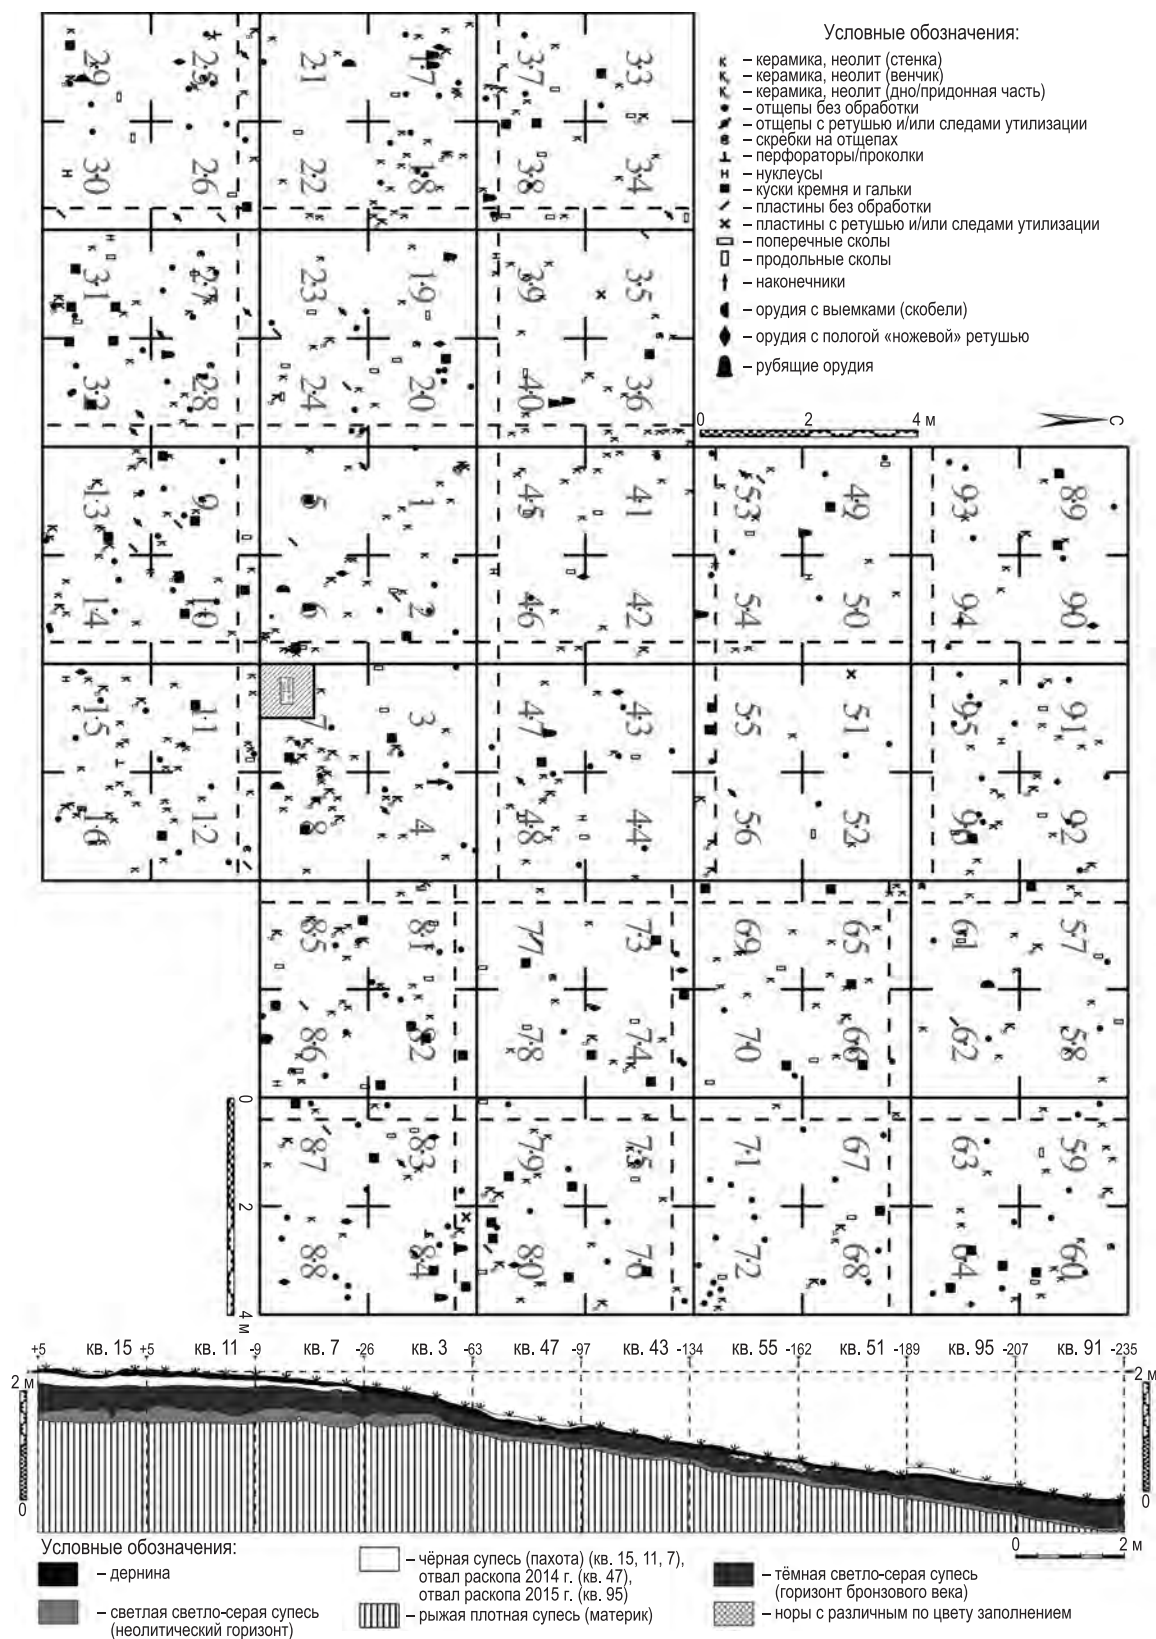 Условные обозначения:
– керамика, неолит (стенка)
– керамика, неолит (венчик)
– керамика, неолит (дно/придонная часть)
– отщепы без обработки
– отщепы с ретушью и/или следами утилизации
– скребки на отщепах
– перфораторы/проколки
– нуклеусы
– куски кремня и гальки
– пластины без обработки
– пластины с ретушью и/или следами утилизации
– поперечные сколы
– продольные сколы
– наконечники
– орудия с выемками (скобели)
– орудия с пологой «ножевой» ретушью
– рубящие орудия
0 2 4 м
С
29 25 21 17 37 33
30 26 22 18 38 34
31 27 23 19 39 35
32 28 24 20 40 36
13 9 5 1 45 41 53 49 93 89
14 10 6 2 46 42 54 50 94 90
15 11 7 3 47 43 55 51 95 91
16 12 8 4 48 44 56 52 96 92
85 81 77 73 69 65 61 57
86 82 78 74 70 66 62 58
87 83 79 75 71 67 63 59
88 84 80 76 72 68 64 60
0 2 4 м
+5 кв. 15 +5 кв. 11 -9 кв. 7 -26 кв. 3 -63 кв. 47 -97 кв. 43 -134 кв. 55 -162 кв. 51 -189 кв. 95 -207 кв. 91 -235
2 м 2 м
0 0
0 2 м
Условные обозначения:
– дернина
– светлая светло-серая супесь
(неолитический горизонт)
– чёрная супесь (пахота) (кв. 15, 11, 7),
отвал раскопа 2014 г. (кв. 47),
отвал раскопа 2015 г. (кв. 95)
– рыжая плотная супесь (материк)
– тёмная светло-серая супесь
(горизонт бронзового века)
– норы с различным по цвету заполнением